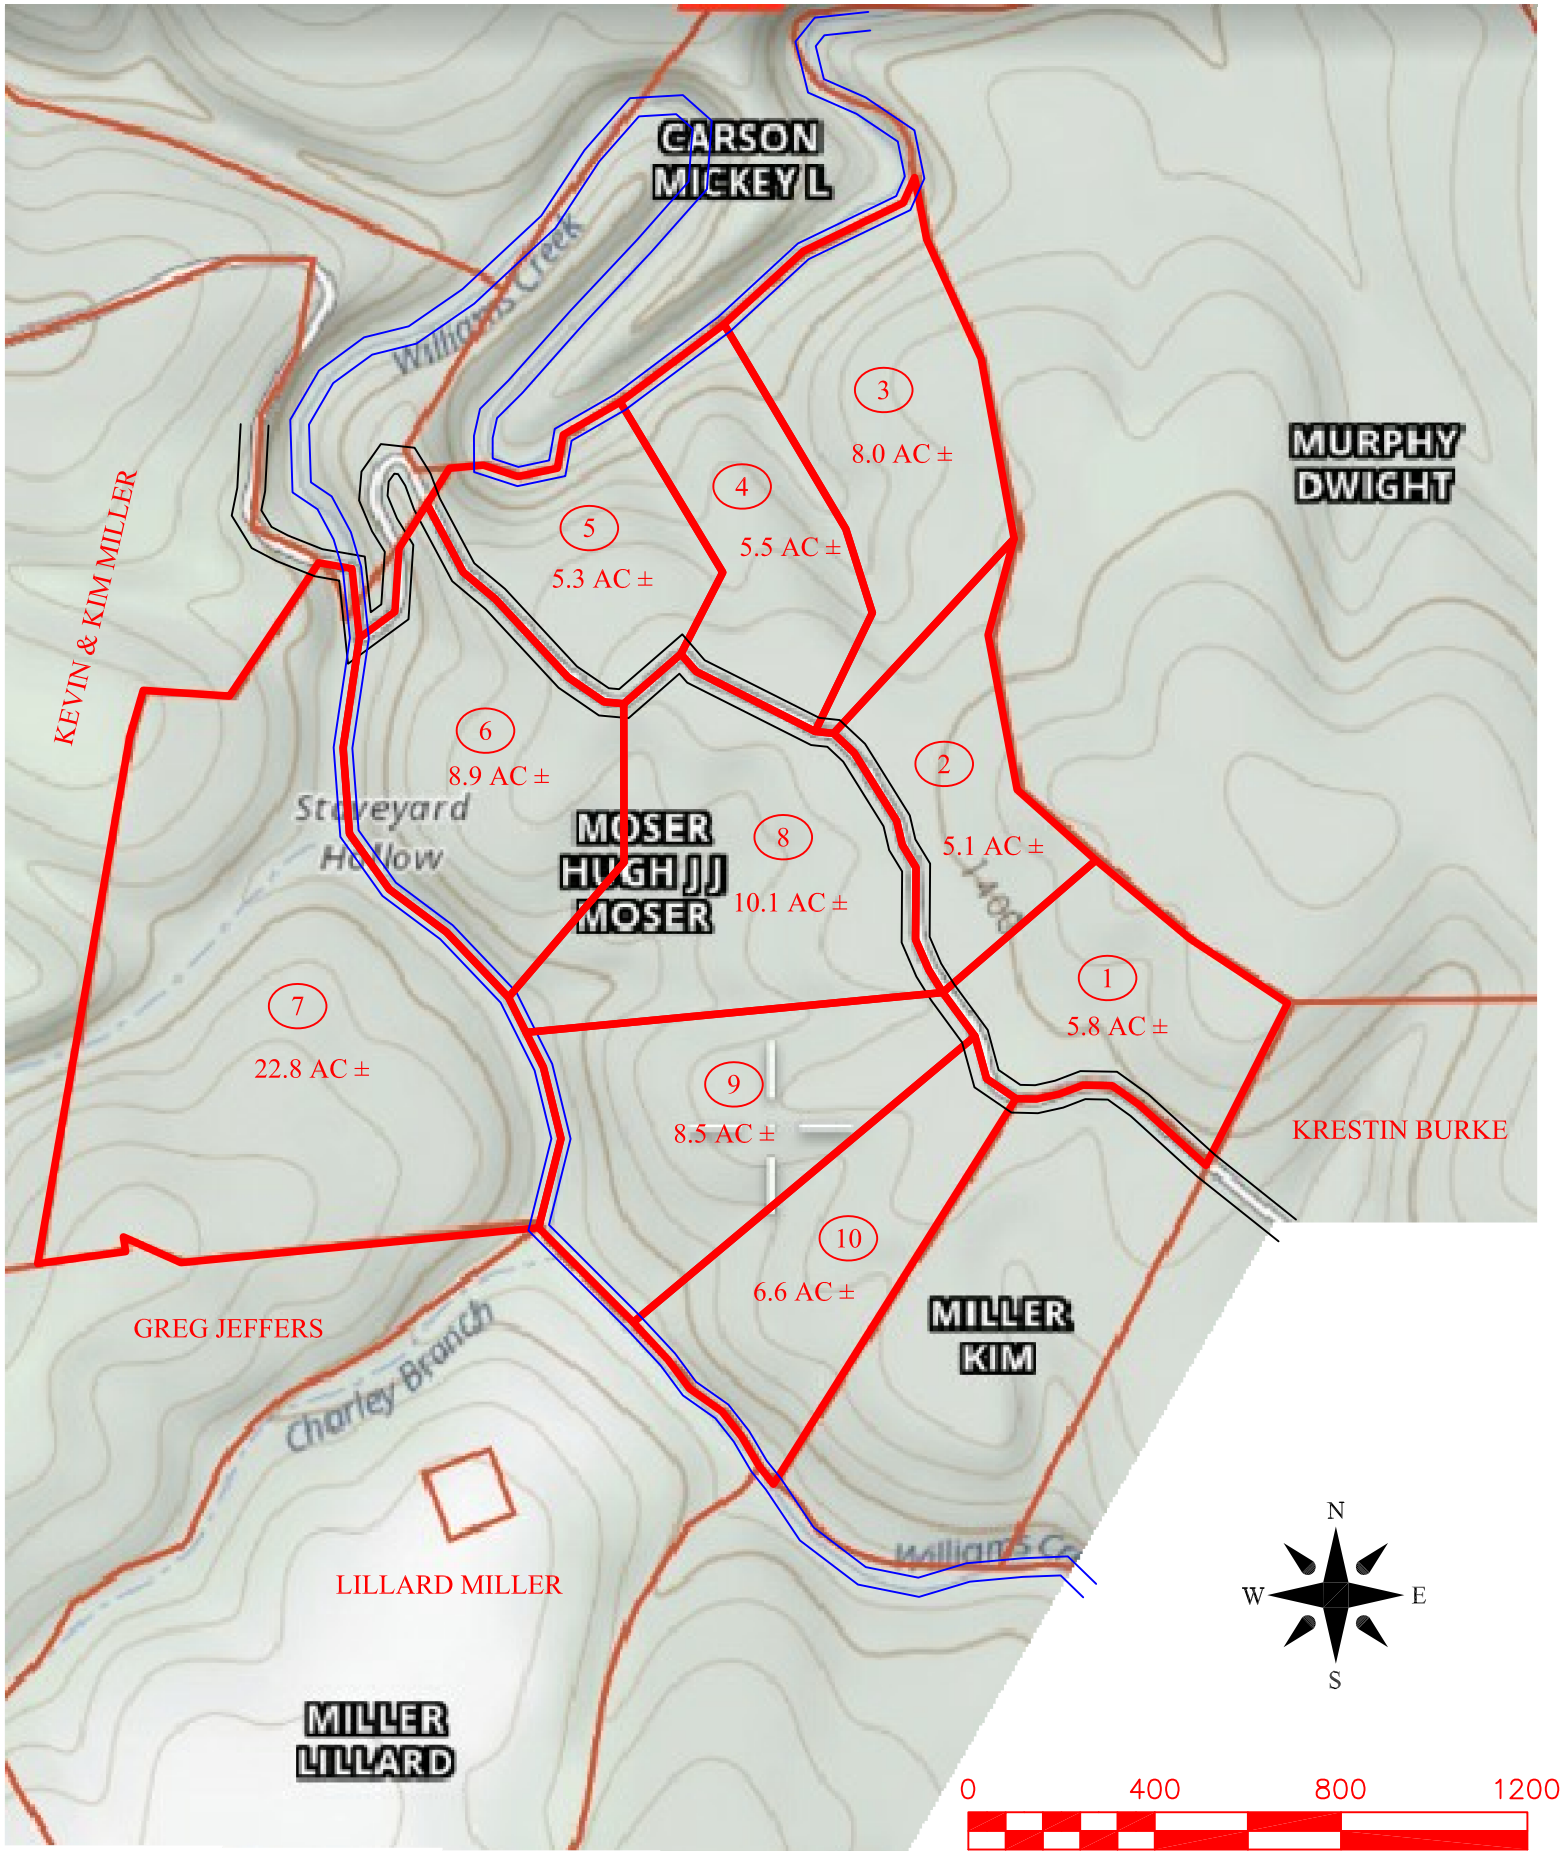 CARSON
MICKEY L
Williams Creek
3
8.0 AC ±
MURPHY
DWIGHT
4
5.5 AC ±
5
5.3 AC ±
KEVIN & KIM MILLER
6
8.9 AC ±
2
5.1 AC ±
Staveyard
Hollow
MOSER
HUGH J J
MOSER
8
10.1 AC ±
1400
1
5.8 AC ±
7
22.8 AC ±
9
8.5 AC ±
KRESTIN BURKE
10
6.6 AC ±
MILLER
KIM
GREG JEFFERS
Charley Branch
Williams Cr
LILLARD MILLER
N
W E
S
MILLER
LILLARD
0 400 800 1200